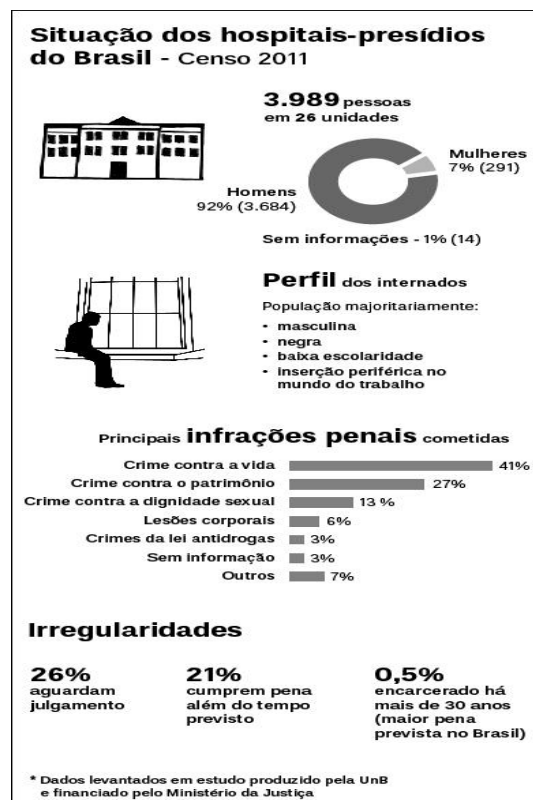 Situação dos hospitais-presídios
do Brasil - Censo 2011
3.989 pessoas
em 26 unidades
Mulheres
7% (291)
Homens
92% (3.684)
Sem informações - 1% (14)
Perfil dos internados
População majoritariamente:
• masculina
• negra
• baixa escolaridade
• inserção periférica no
mundo do trabalho
Principais infrações penais cometidas
Crime contra a vida 41%
Crime contra o patrimônio 27%
Crime contra a dignidade sexual 13 %
Lesões corporais 6%
Crimes da lei antidrogas 3%
Sem informação 3%
Outros 7%
Irregularidades
26%
aguardam
julgamento
21%
cumprem pena
além do tempo
previsto
0,5%
encarcerado há
mais de 30 anos
(maior pena
prevista no Brasil)
* Dados levantados em estudo produzido pela UnB
e financiado pelo Ministério da Justiça